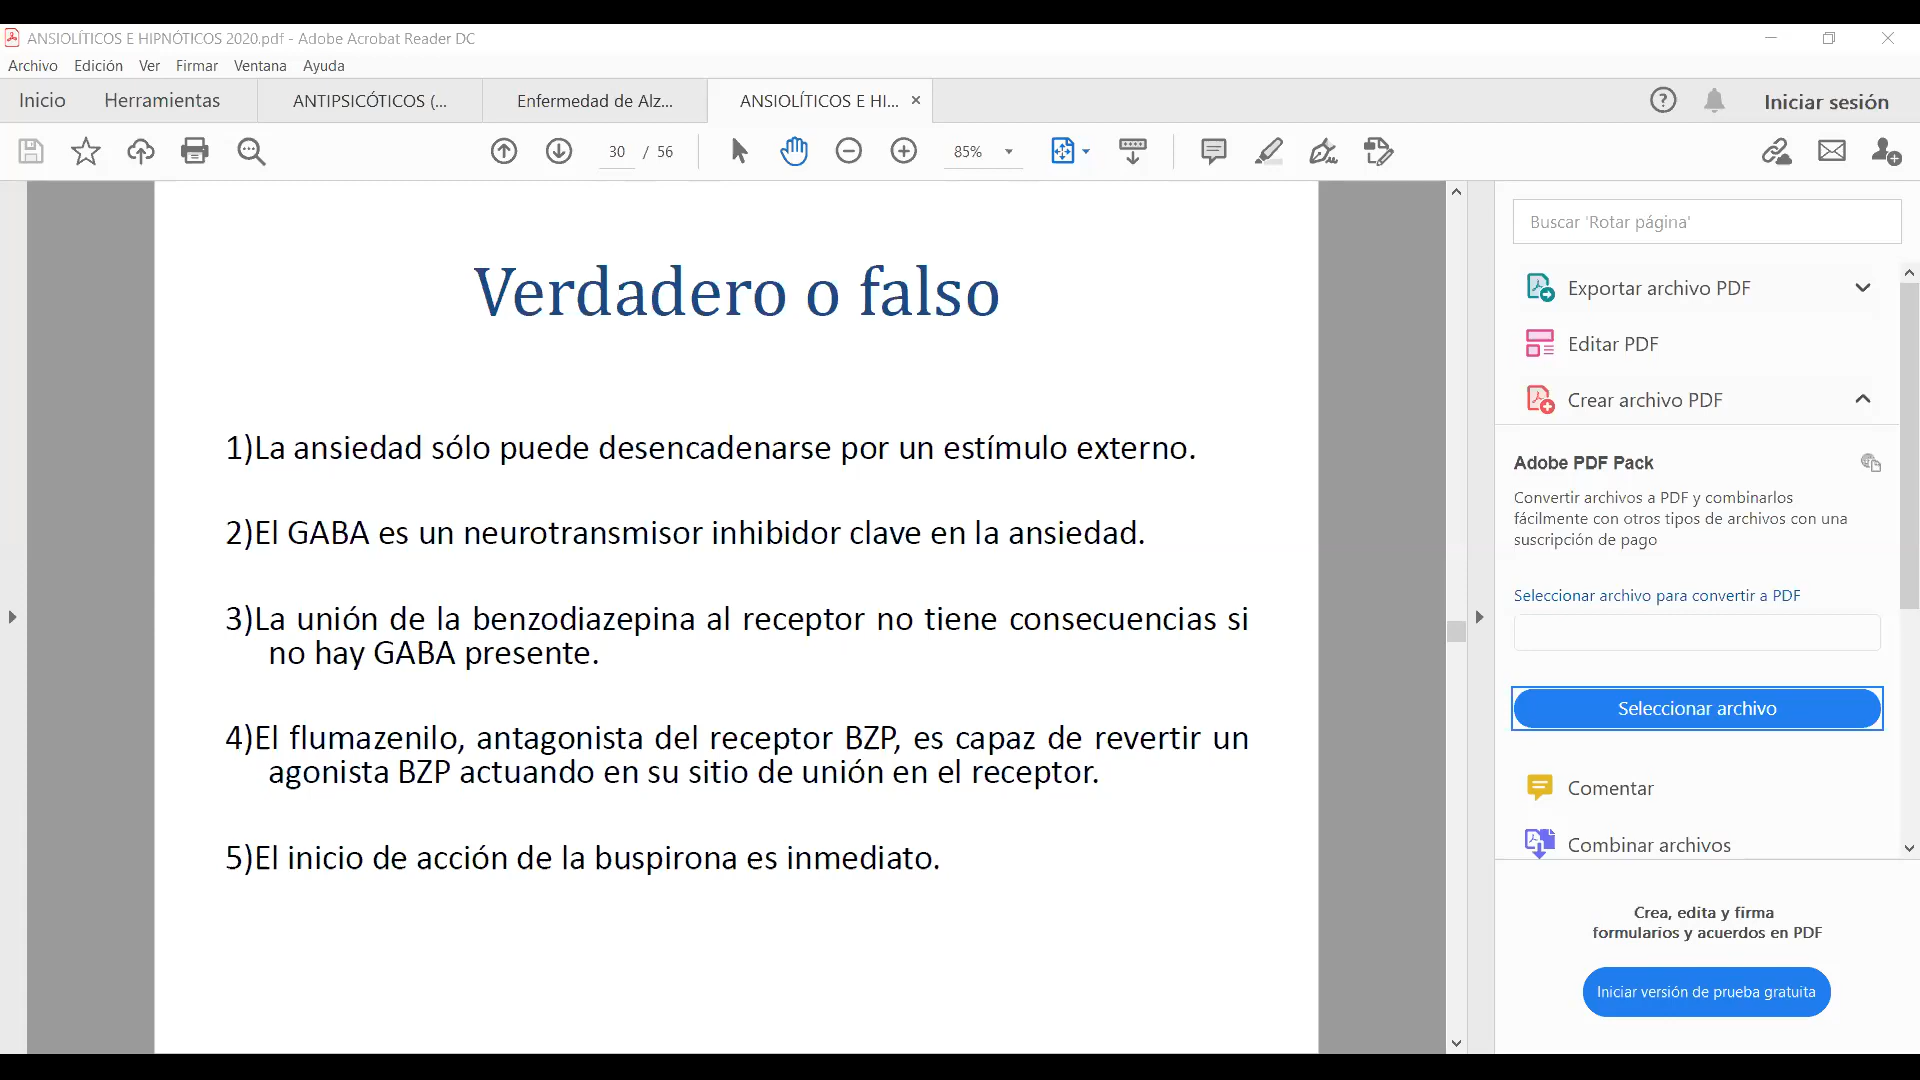 ANSIOLÍTICOS E HIPNÓTICOS 2020.pdf - Adobe Acrobat Reader DC
Archivo Edición Ver Firmar Ventana Ayuda
Inicio Herramientas ANTIPSICÓTICOS (... Enfermedad de Alz... ANSIOLÍTICOS E HI... Iniciar sesión
30 / 56 85%
Verdadero o falso
1)La ansiedad sólo puede desencadenarse por un estímulo externo.
2)El GABA es un neurotransmisor inhibidor clave en la ansiedad.
3)La unión de la benzodiazepina al receptor no tiene consecuencias si
no hay GABA presente.
4)El flumazenilo, antagonista del receptor BZP, es capaz de revertir un
agonista BZP actuando en su sitio de unión en el receptor.
5)El inicio de acción de la buspirona es inmediato.
Buscar 'Rotar página'
Exportar archivo PDF
Editar PDF
Crear archivo PDF
Adobe PDF Pack
Convertir archivos a PDF y combinarlos
fácilmente con otros tipos de archivos con una
suscripción de pago
Seleccionar archivo para convertir a PDF
Seleccionar archivo
Comentar
Combinar archivos
Crea, edita y firma
formularios y acuerdos en PDF
Iniciar versión de prueba gratuita